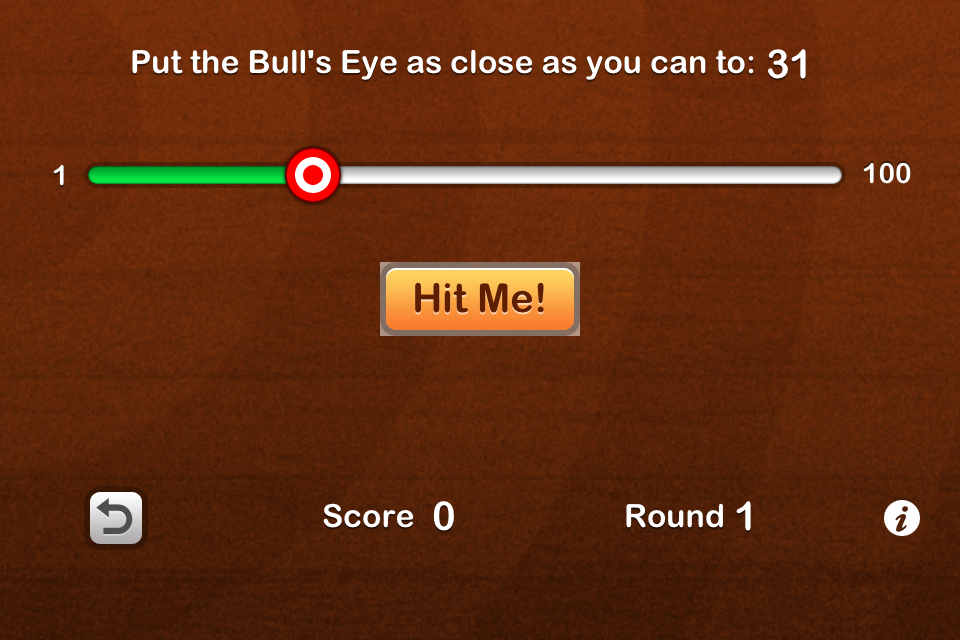 Put the Bull's Eye as close as you can to: 31
1 100
Hit Me!
Score 0 Round 1
i